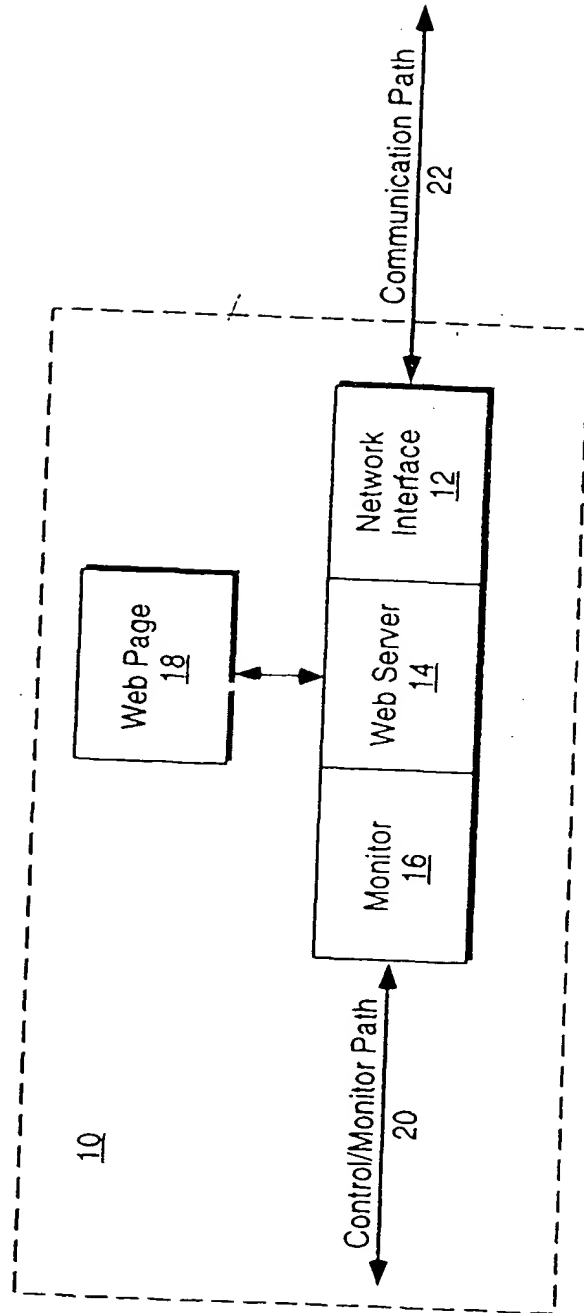 10
Web Page
18
Control/Monitor Path
20
Monitor
16
Web Server
14
Network
Interface
12
Communication Path
22